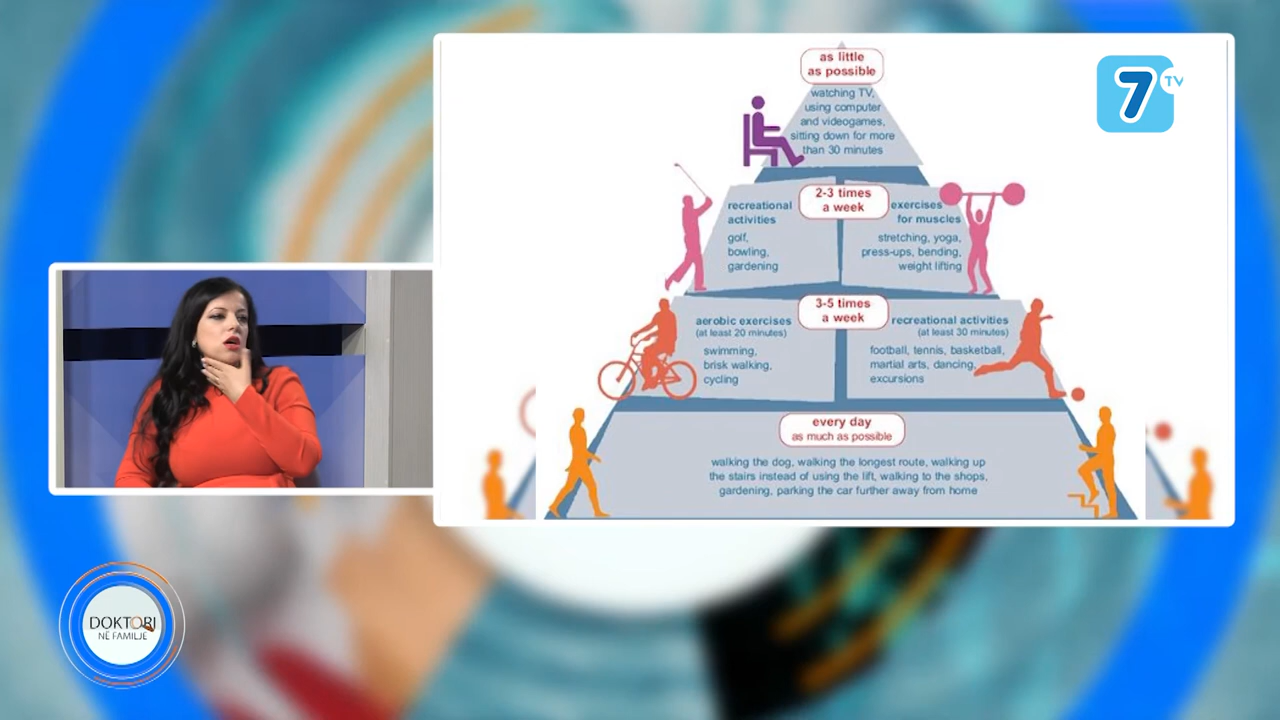 as little
as possible
watching TV,
using computer
and videogames,
sitting down for more
than 30 minutes
7 TV
2-3 times
a week
recreational
activities
golf,
bowling,
gardening
exercises
for muscles
stretching, yoga,
press-ups, bending,
weight lifting
3-5 times
a week
aerobic exercises
(at least 20 minutes)
swimming,
brisk walking,
cycling
recreational activities
(at least 30 minutes)
football, tennis, basketball,
martial arts, dancing,
excursions
every day
as much as possible
walking the dog, walking the longest route, walking up
the stairs instead of using the lift, walking to the shops,
gardening, parking the car further away from home
DOKTORI
NË FAMILJE